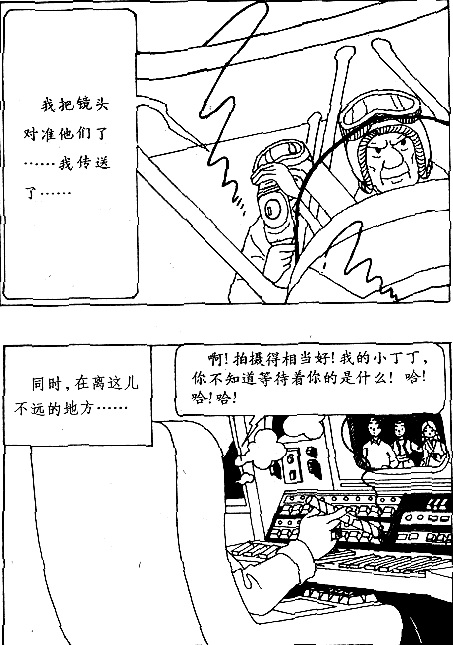 我把镜头
对准他们了
……我传送
了……
同时，在离这儿
不远的地方……
啊！拍摄得相当好！我的小丁丁，
你不知道等待着你的是什么！哈！
哈！哈！